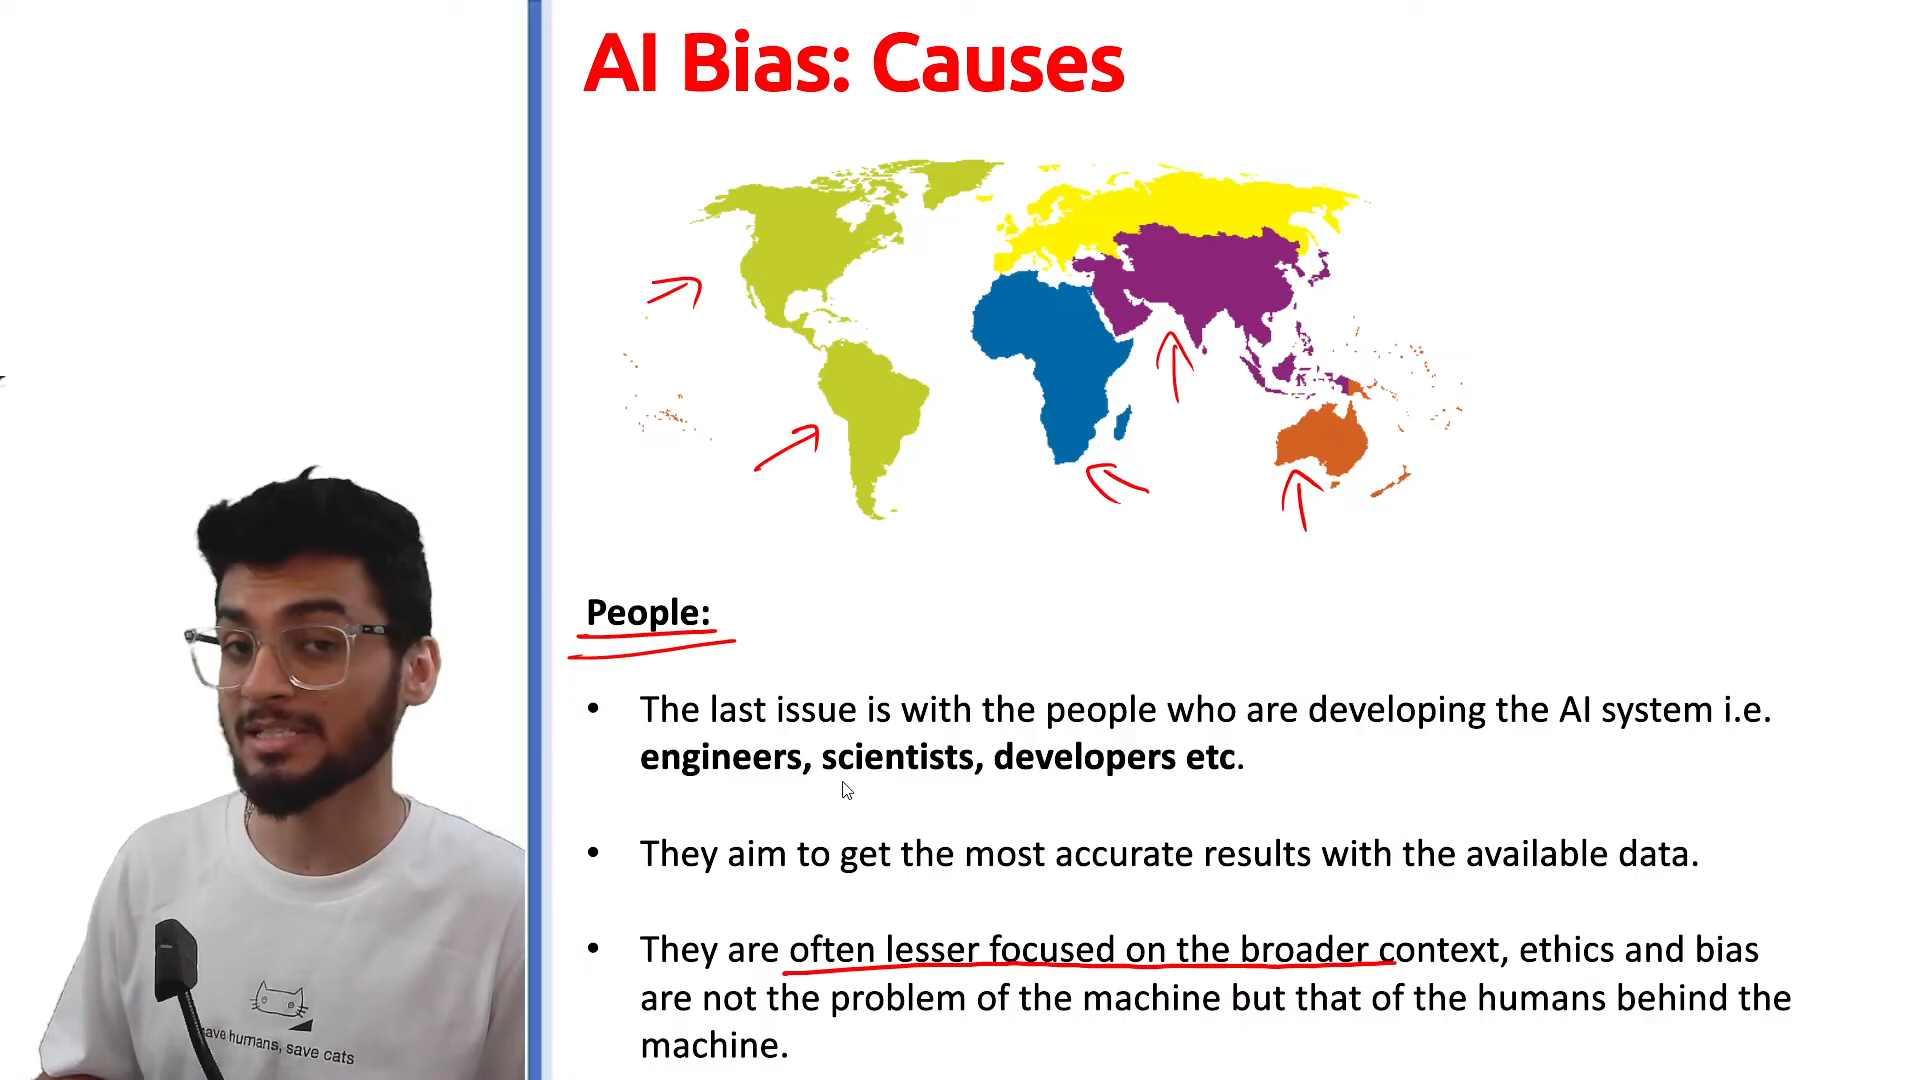 AI Bias: Causes
People:
• The last issue is with the people who are developing the AI system i.e.
engineers, scientists, developers etc.
• They aim to get the most accurate results with the available data.
• They are often lesser focused on the broader context, ethics and bias
are not the problem of the machine but that of the humans behind the
machine.
save humans, save cats